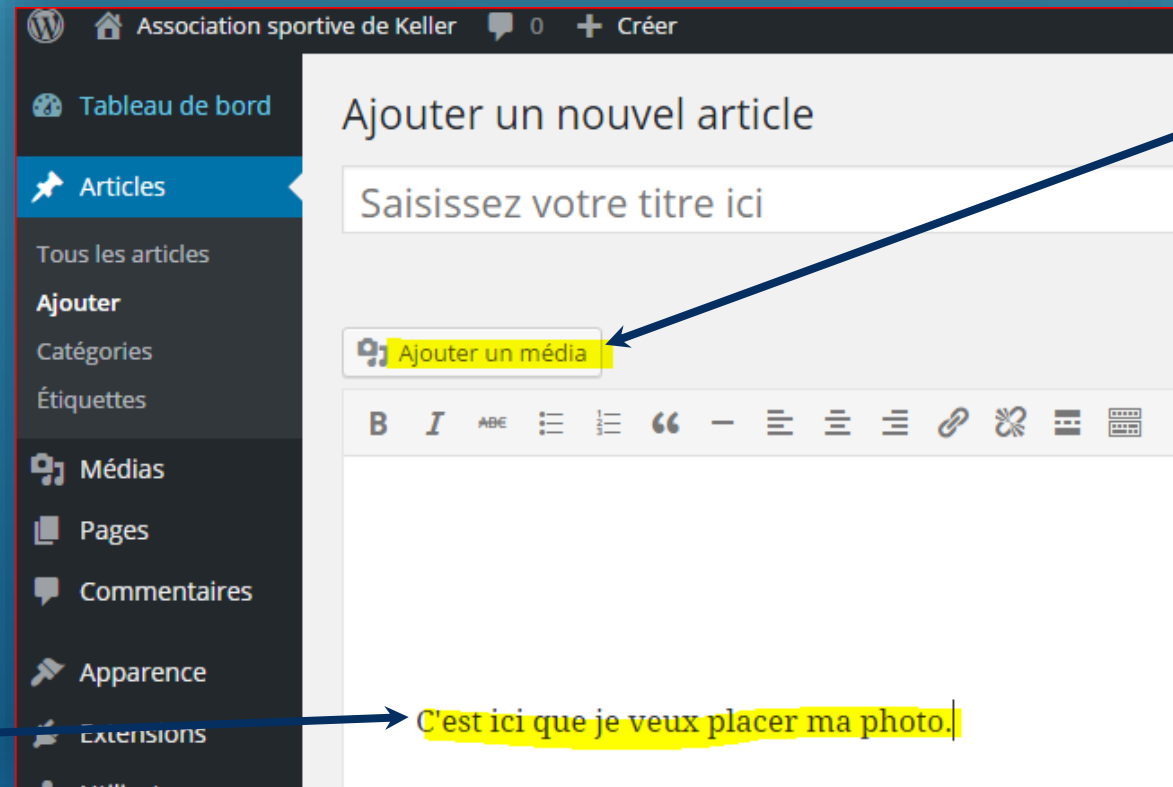 Association sportive de Keller 0 Créer
Tableau de bord
Articles
Tous les articles
Ajouter
Catégories
Étiquettes
Médias
Pages
Commentaires
Apparence
Extensions
Ajouter un nouvel article
Saisissez votre titre ici
Ajouter un média
B I ABC
C'est ici que je veux placer ma photo.